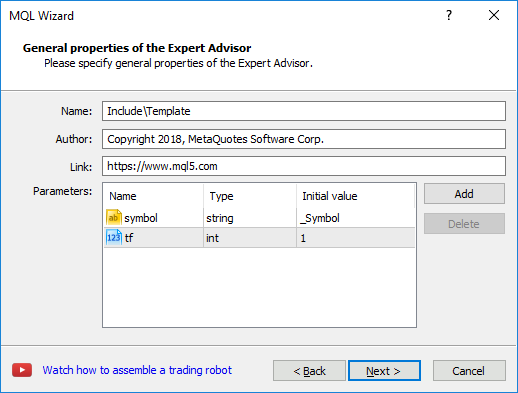 MQL Wizard
General properties of the Expert Advisor
Please specify general properties of the Expert Advisor.
Name: Include\Template
Author: Copyright 2018, MetaQuotes Software Corp.
Link: https://www.mql5.com
Parameters:
Name Type Initial value
Add
ab symbol string _Symbol
Delete
123 tf int 1
Watch how to assemble a trading robot
< Back
Next >
Cancel